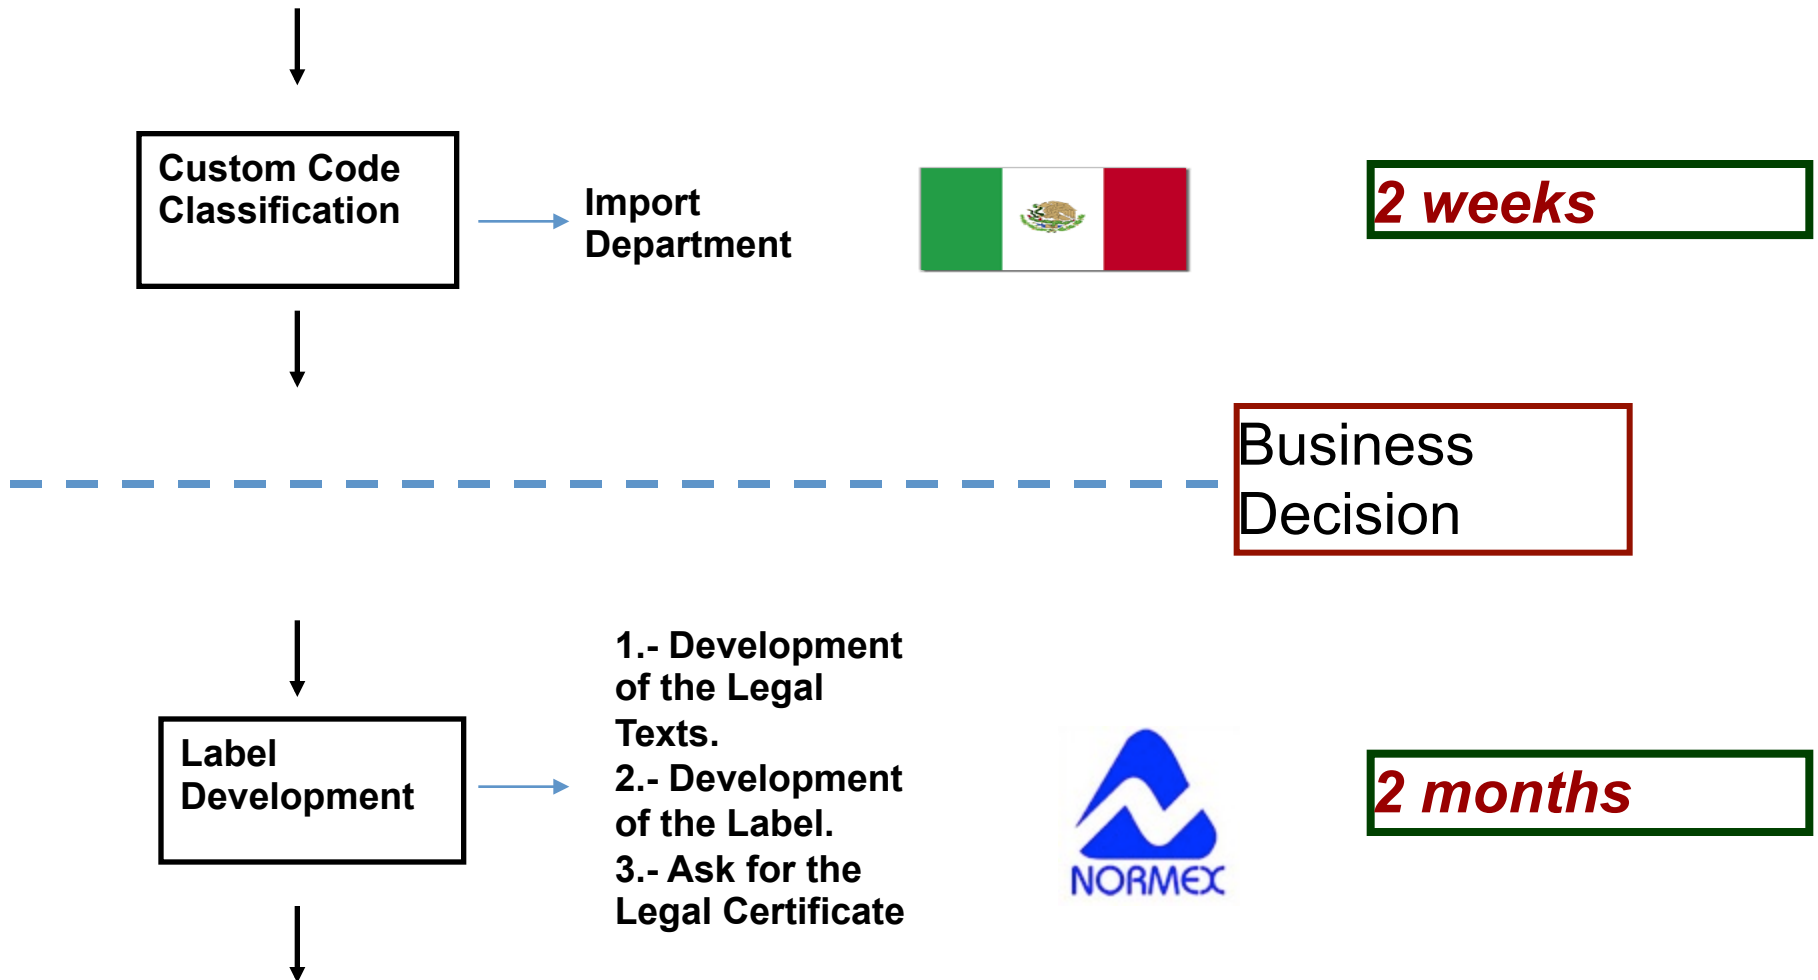 Custom Code
Classification
Import
Department
2 weeks
Business
Decision
1.- Development
of the Legal
Texts.
2.- Development
of the Label.
3.- Ask for the
Legal Certificate
Label
Development
NORMEX
2 months